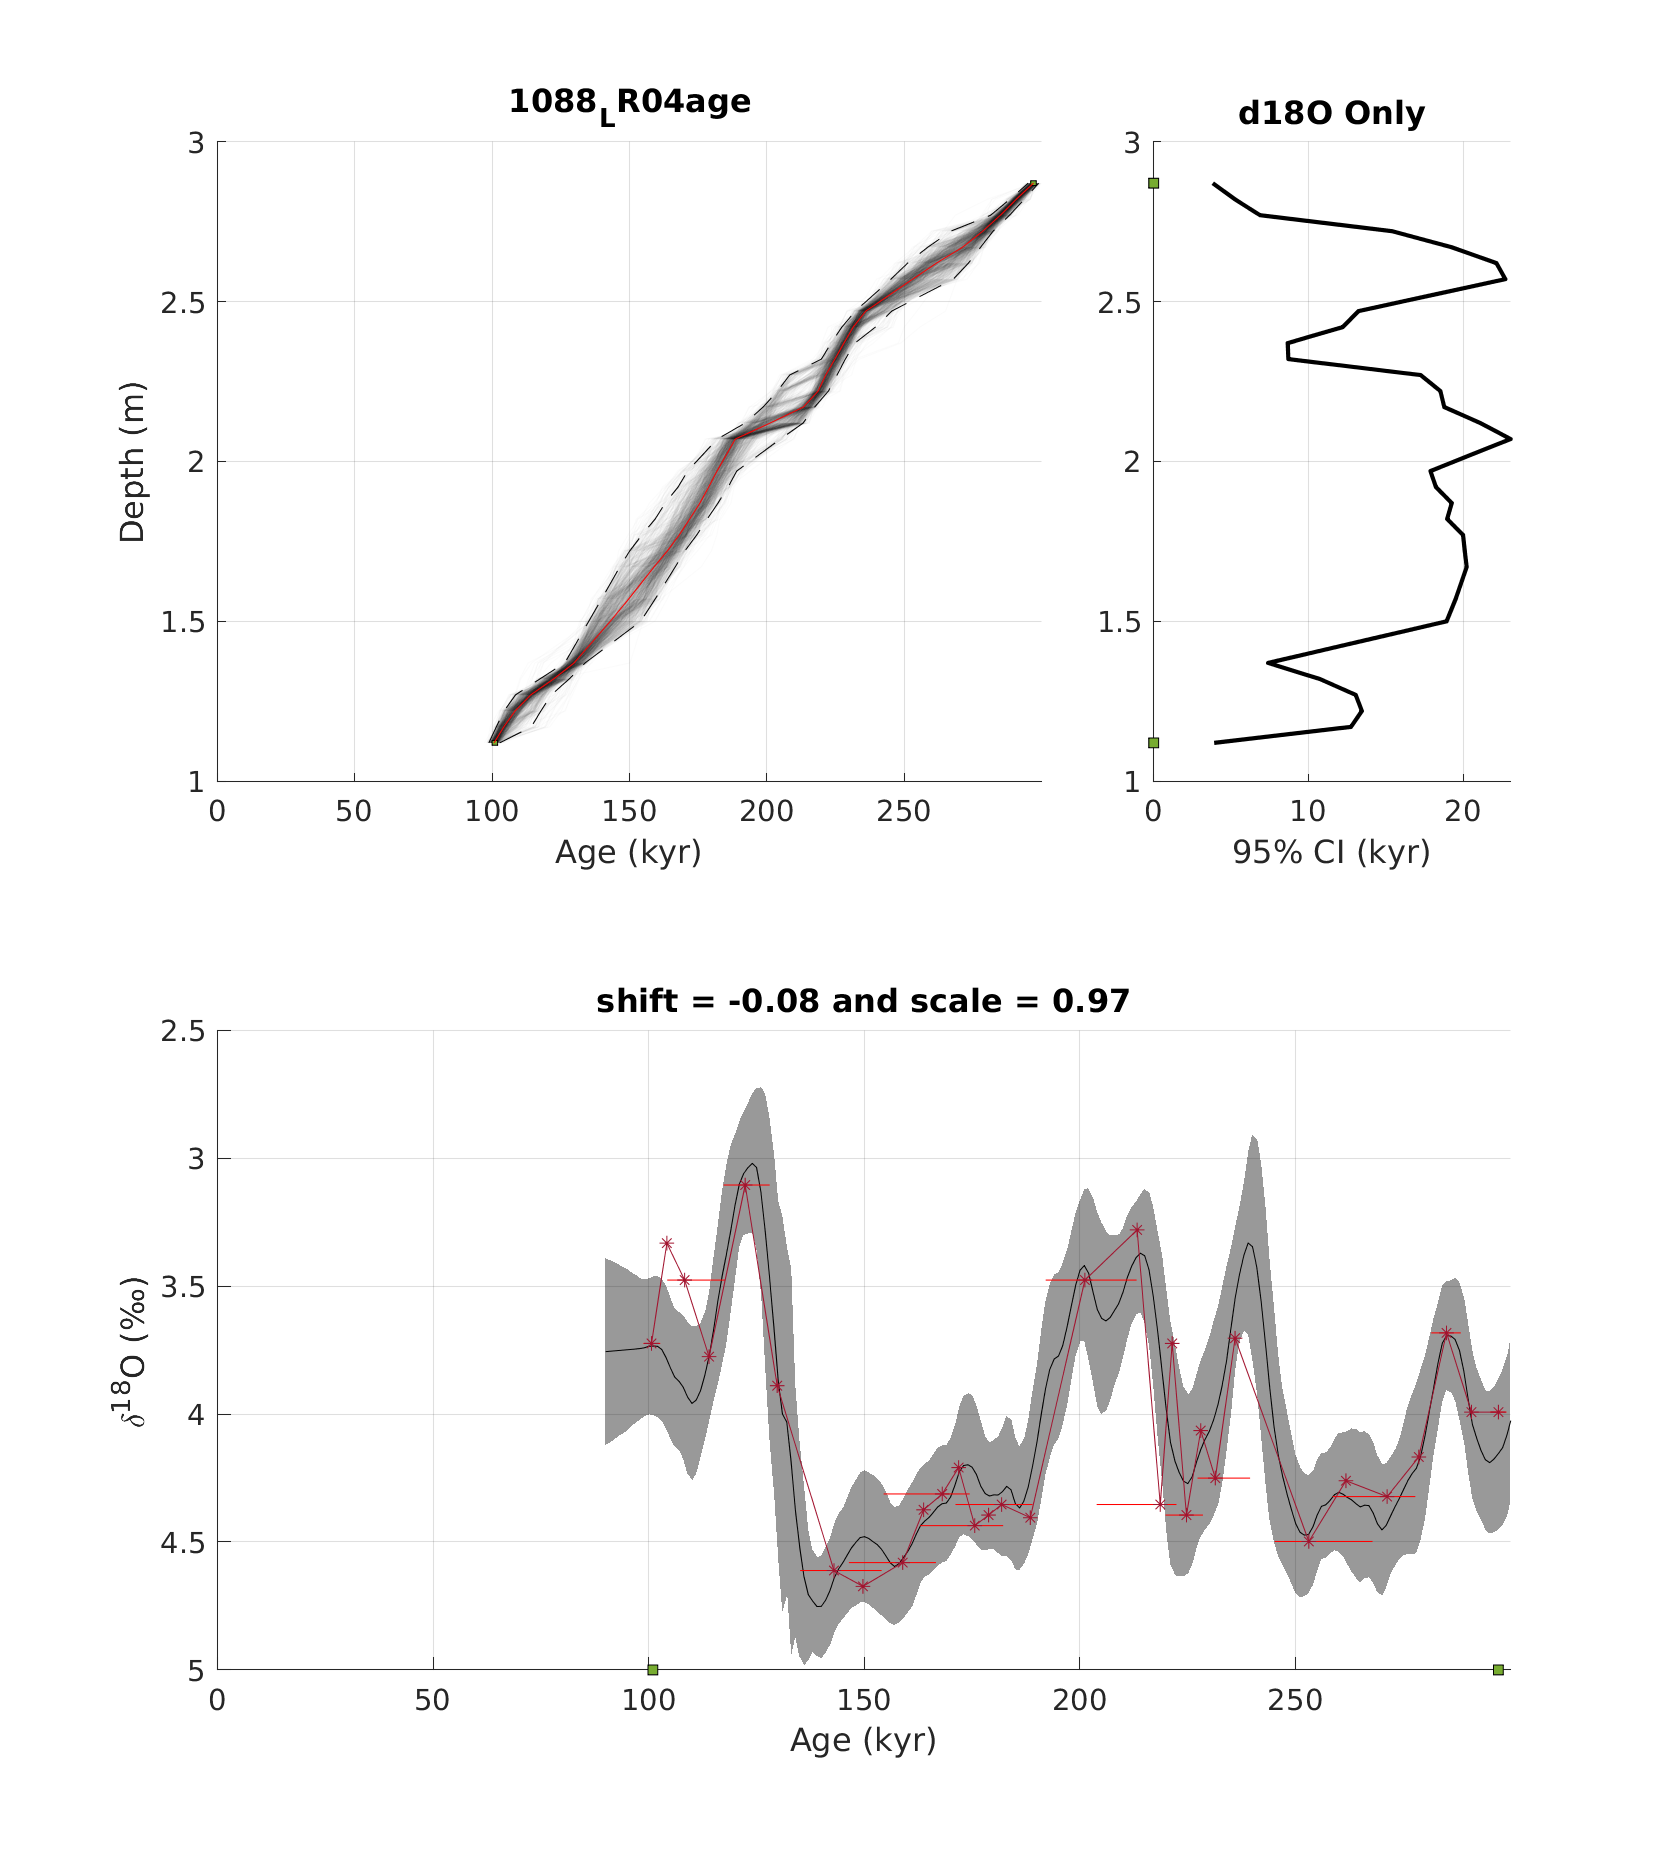 1088_LR04age
d18O Only
3
2.5
2
1.5
1
0 50 100 150 200 250
Depth (m)
Age (kyr)
3
2.5
2
1.5
1
0 10 20
95% CI (kyr)
shift = -0.08 and scale = 0.97
2.5
3
3.5
4
4.5
5
0 50 100 150 200 250
δ18O (‰)
Age (kyr)